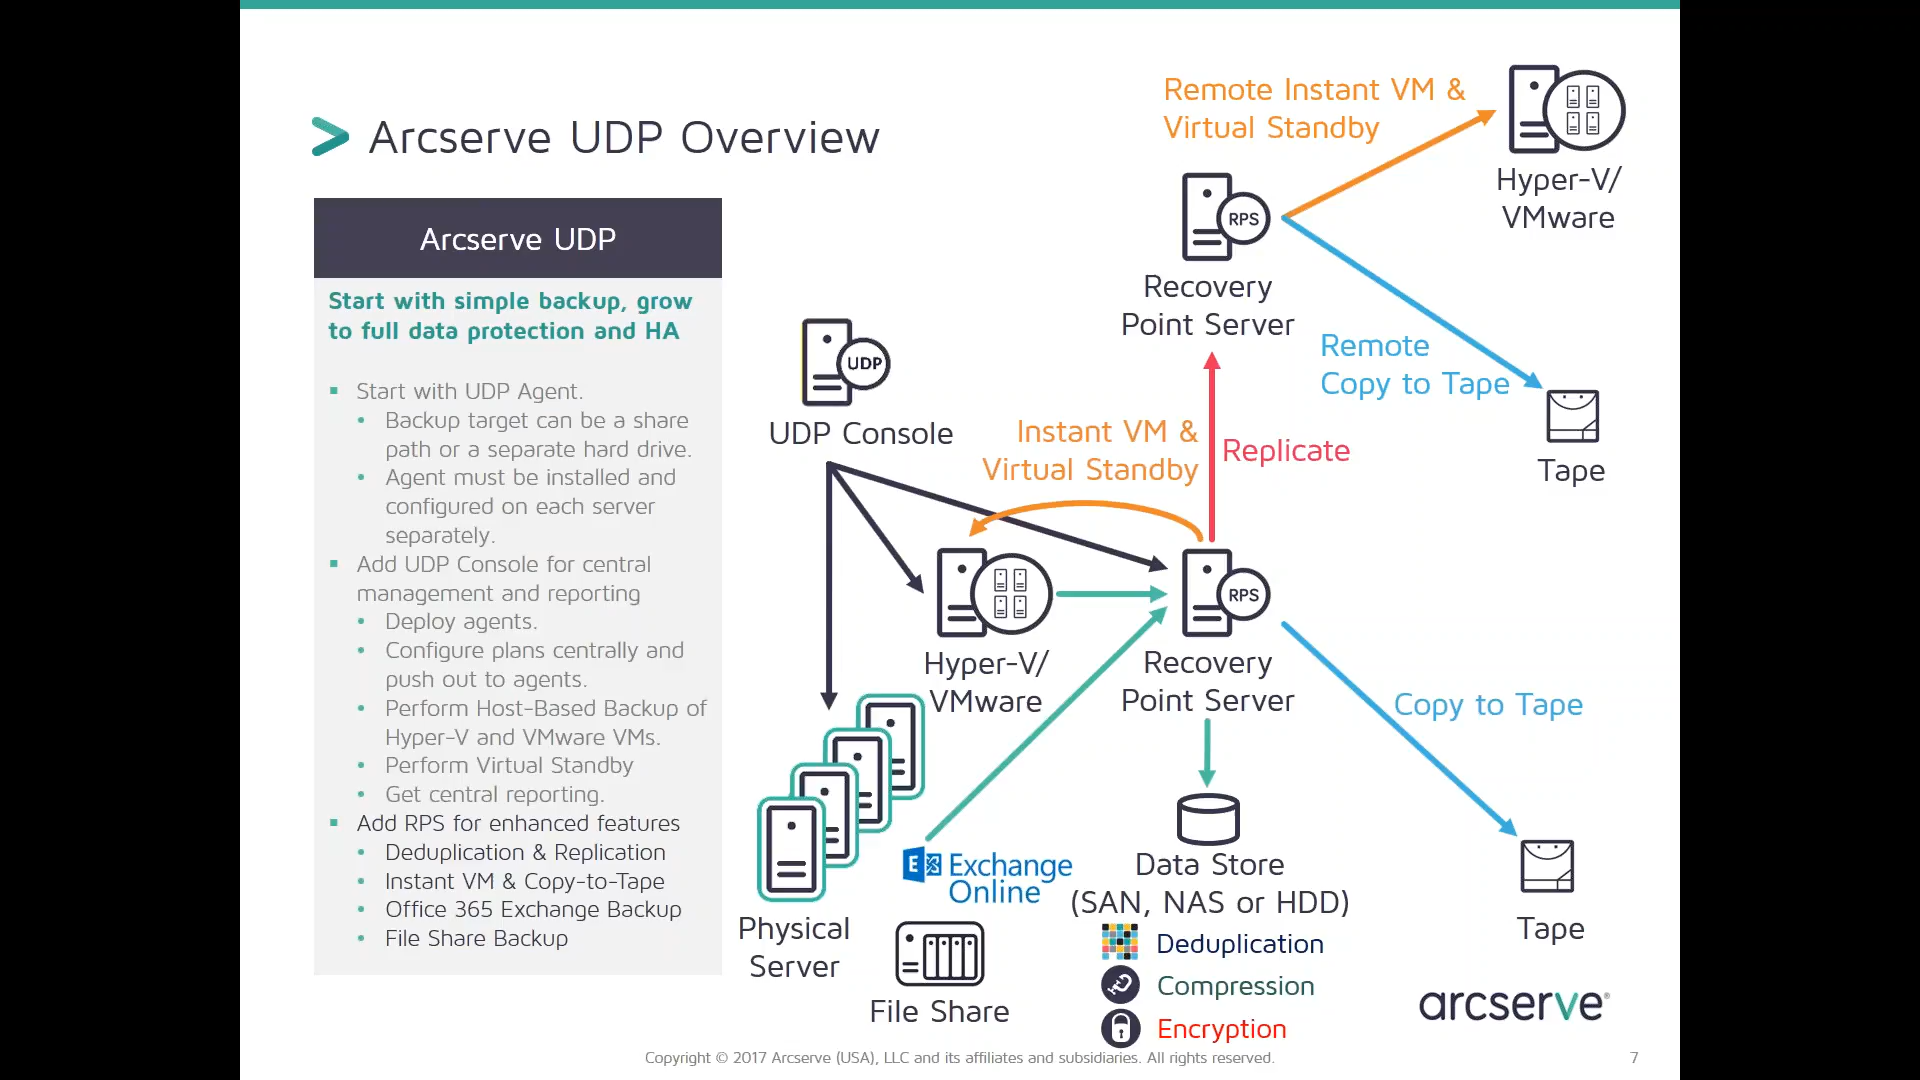 Arcserve UDP Overview
Arcserve UDP
Start with simple backup, grow
to full data protection and HA
Start with UDP Agent.
Backup target can be a share
path or a separate hard drive.
Agent must be installed and
configured on each server
separately.
Add UDP Console for central
management and reporting
Deploy agents.
Configure plans centrally and
push out to agents.
Perform Host-Based Backup of
Hyper-V and VMware VMs.
Perform Virtual Standby
Get central reporting.
Add RPS for enhanced features
Deduplication & Replication
Instant VM & Copy-to-Tape
Office 365 Exchange Backup
File Share Backup
Remote Instant VM &
Virtual Standby
Hyper-V/
VMware
RPS
Recovery
Point Server
Remote
Copy to Tape
Tape
UDP
UDP Console
Instant VM &
Virtual Standby
Replicate
Hyper-V/
VMware
RPS
Recovery
Point Server
Copy to Tape
Tape
Physical
Server
E
Exchange
Online
File Share
Data Store
(SAN, NAS or HDD)
Deduplication
Compression
Encryption
arcserve®
Copyright © 2017 Arcserve (USA), LLC and its affiliates and subsidiaries. All rights reserved.
7